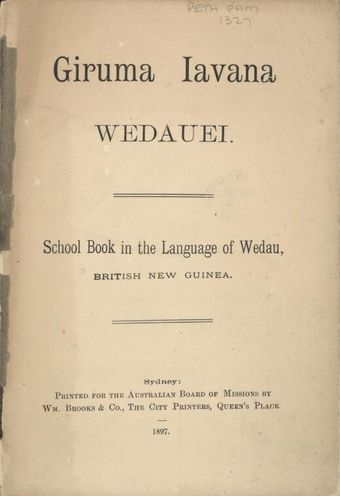 PETH PAM
1327
Giruma Iavana
WEDAUEI.
School Book in the Language of Wedau,
BRITISH NEW GUINEA.
Sydney:
PRINTED FOR THE AUSTRALIAN BOARD OF MISSIONS BY
WM. BROOKS & CO., THE CITY PRINTERS, QUEEN'S PLACE
1897.